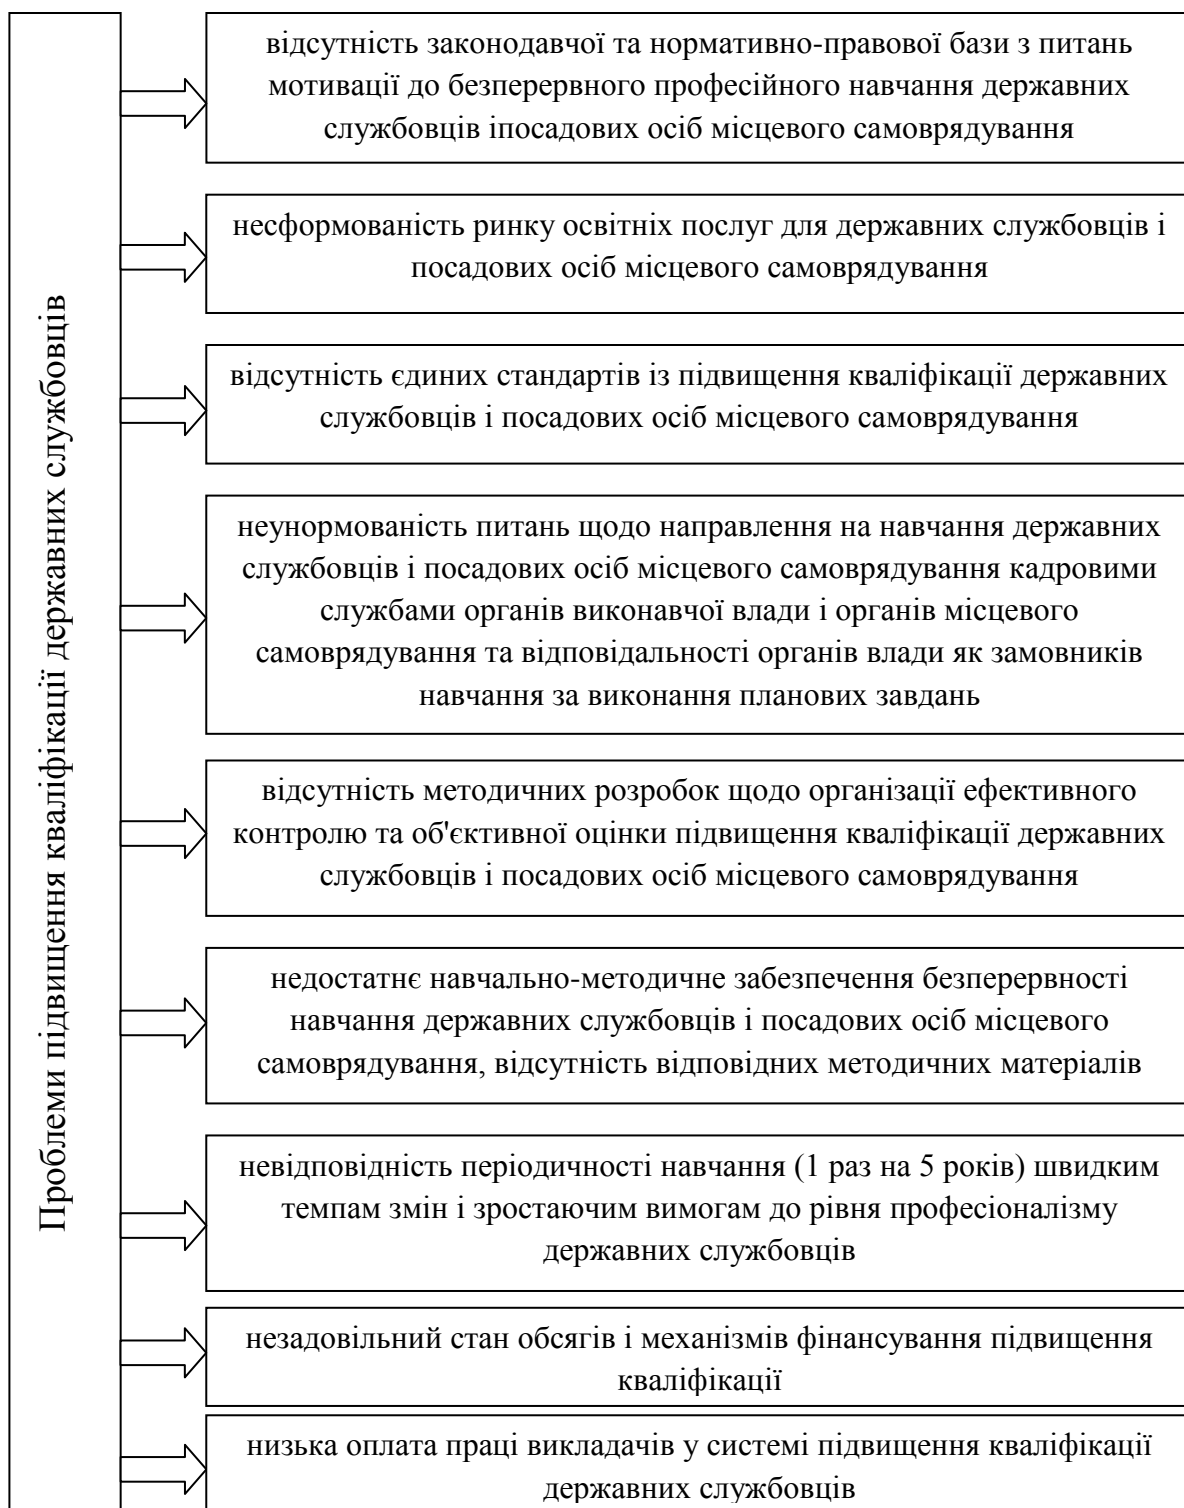 Проблеми підвищення кваліфікації державних службовців
відсутність законодавчої та нормативно-правової бази з питань
мотивації до безперервного професійного навчання державних
службовців іпосадових осіб місцевого самоврядування
несформованість ринку освітніх послуг для державних службовців і
посадових осіб місцевого самоврядування
відсутність єдиних стандартів із підвищення кваліфікації державних
службовців і посадових осіб місцевого самоврядування
неунормованість питань щодо направлення на навчання державних
службовців і посадових осіб місцевого самоврядування кадровими
службами органів виконавчої влади і органів місцевого
самоврядування та відповідальності органів влади як замовників
навчання за виконання планових завдань
відсутність методичних розробок щодо організації ефективного
контролю та об'єктивної оцінки підвищення кваліфікації державних
службовців і посадових осіб місцевого самоврядування
недостатнє навчально-методичне забезпечення безперервності
навчання державних службовців і посадових осіб місцевого
самоврядування, відсутність відповідних методичних матеріалів
невідповідність періодичності навчання (1 раз на 5 років) швидким
темпам змін і зростаючим вимогам до рівня професіоналізму
державних службовців
незадовільний стан обсягів і механізмів фінансування підвищення
кваліфікації
низька оплата праці викладачів у системі підвищення кваліфікації
державних службовців